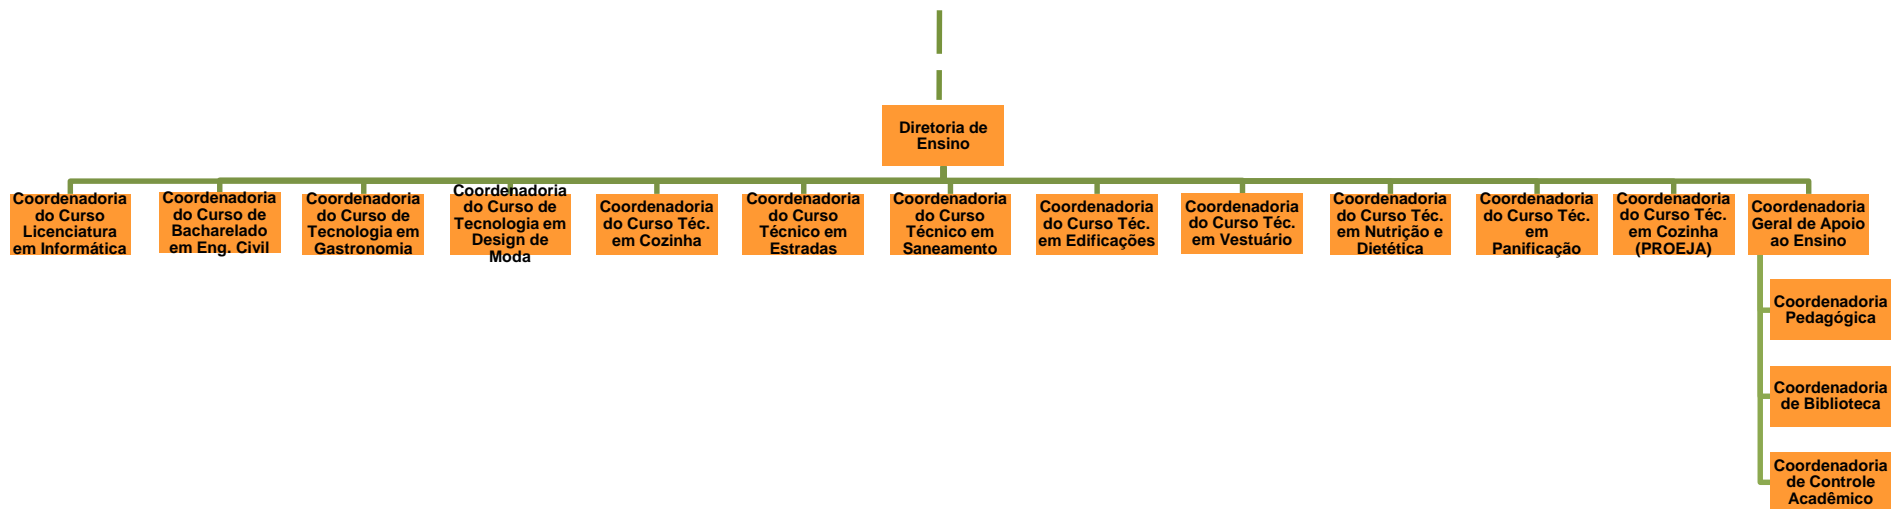 Diretoria de
Ensino
Coordenadoria
do Curso
Licenciatura
em Informática
Coordenadoria
do Curso de
Bacharelado
em Eng. Civil
Coordenadoria
do Curso de
Tecnologia em
Gastronomia
Coordenadoria
do Curso de
Tecnologia em
Design de
Moda
Coordenadoria
do Curso Téc.
em Cozinha
Coordenadoria
do Curso
Técnico em
Estradas
Coordenadoria
do Curso
Técnico em
Saneamento
Coordenadoria
do Curso Téc.
em Edificações
Coordenadoria
do Curso Téc.
em Vestuário
Coordenadoria
do Curso Téc.
em Nutrição e
Dietética
Coordenadoria
do Curso Téc.
em
Panificação
Coordenadoria
do Curso Téc.
em Cozinha
(PROEJA)
Coordenadoria
Geral de Apoio
ao Ensino
Coordenadoria
Pedagógica
Coordenadoria
de Biblioteca
Coordenadoria
de Controle
Acadêmico